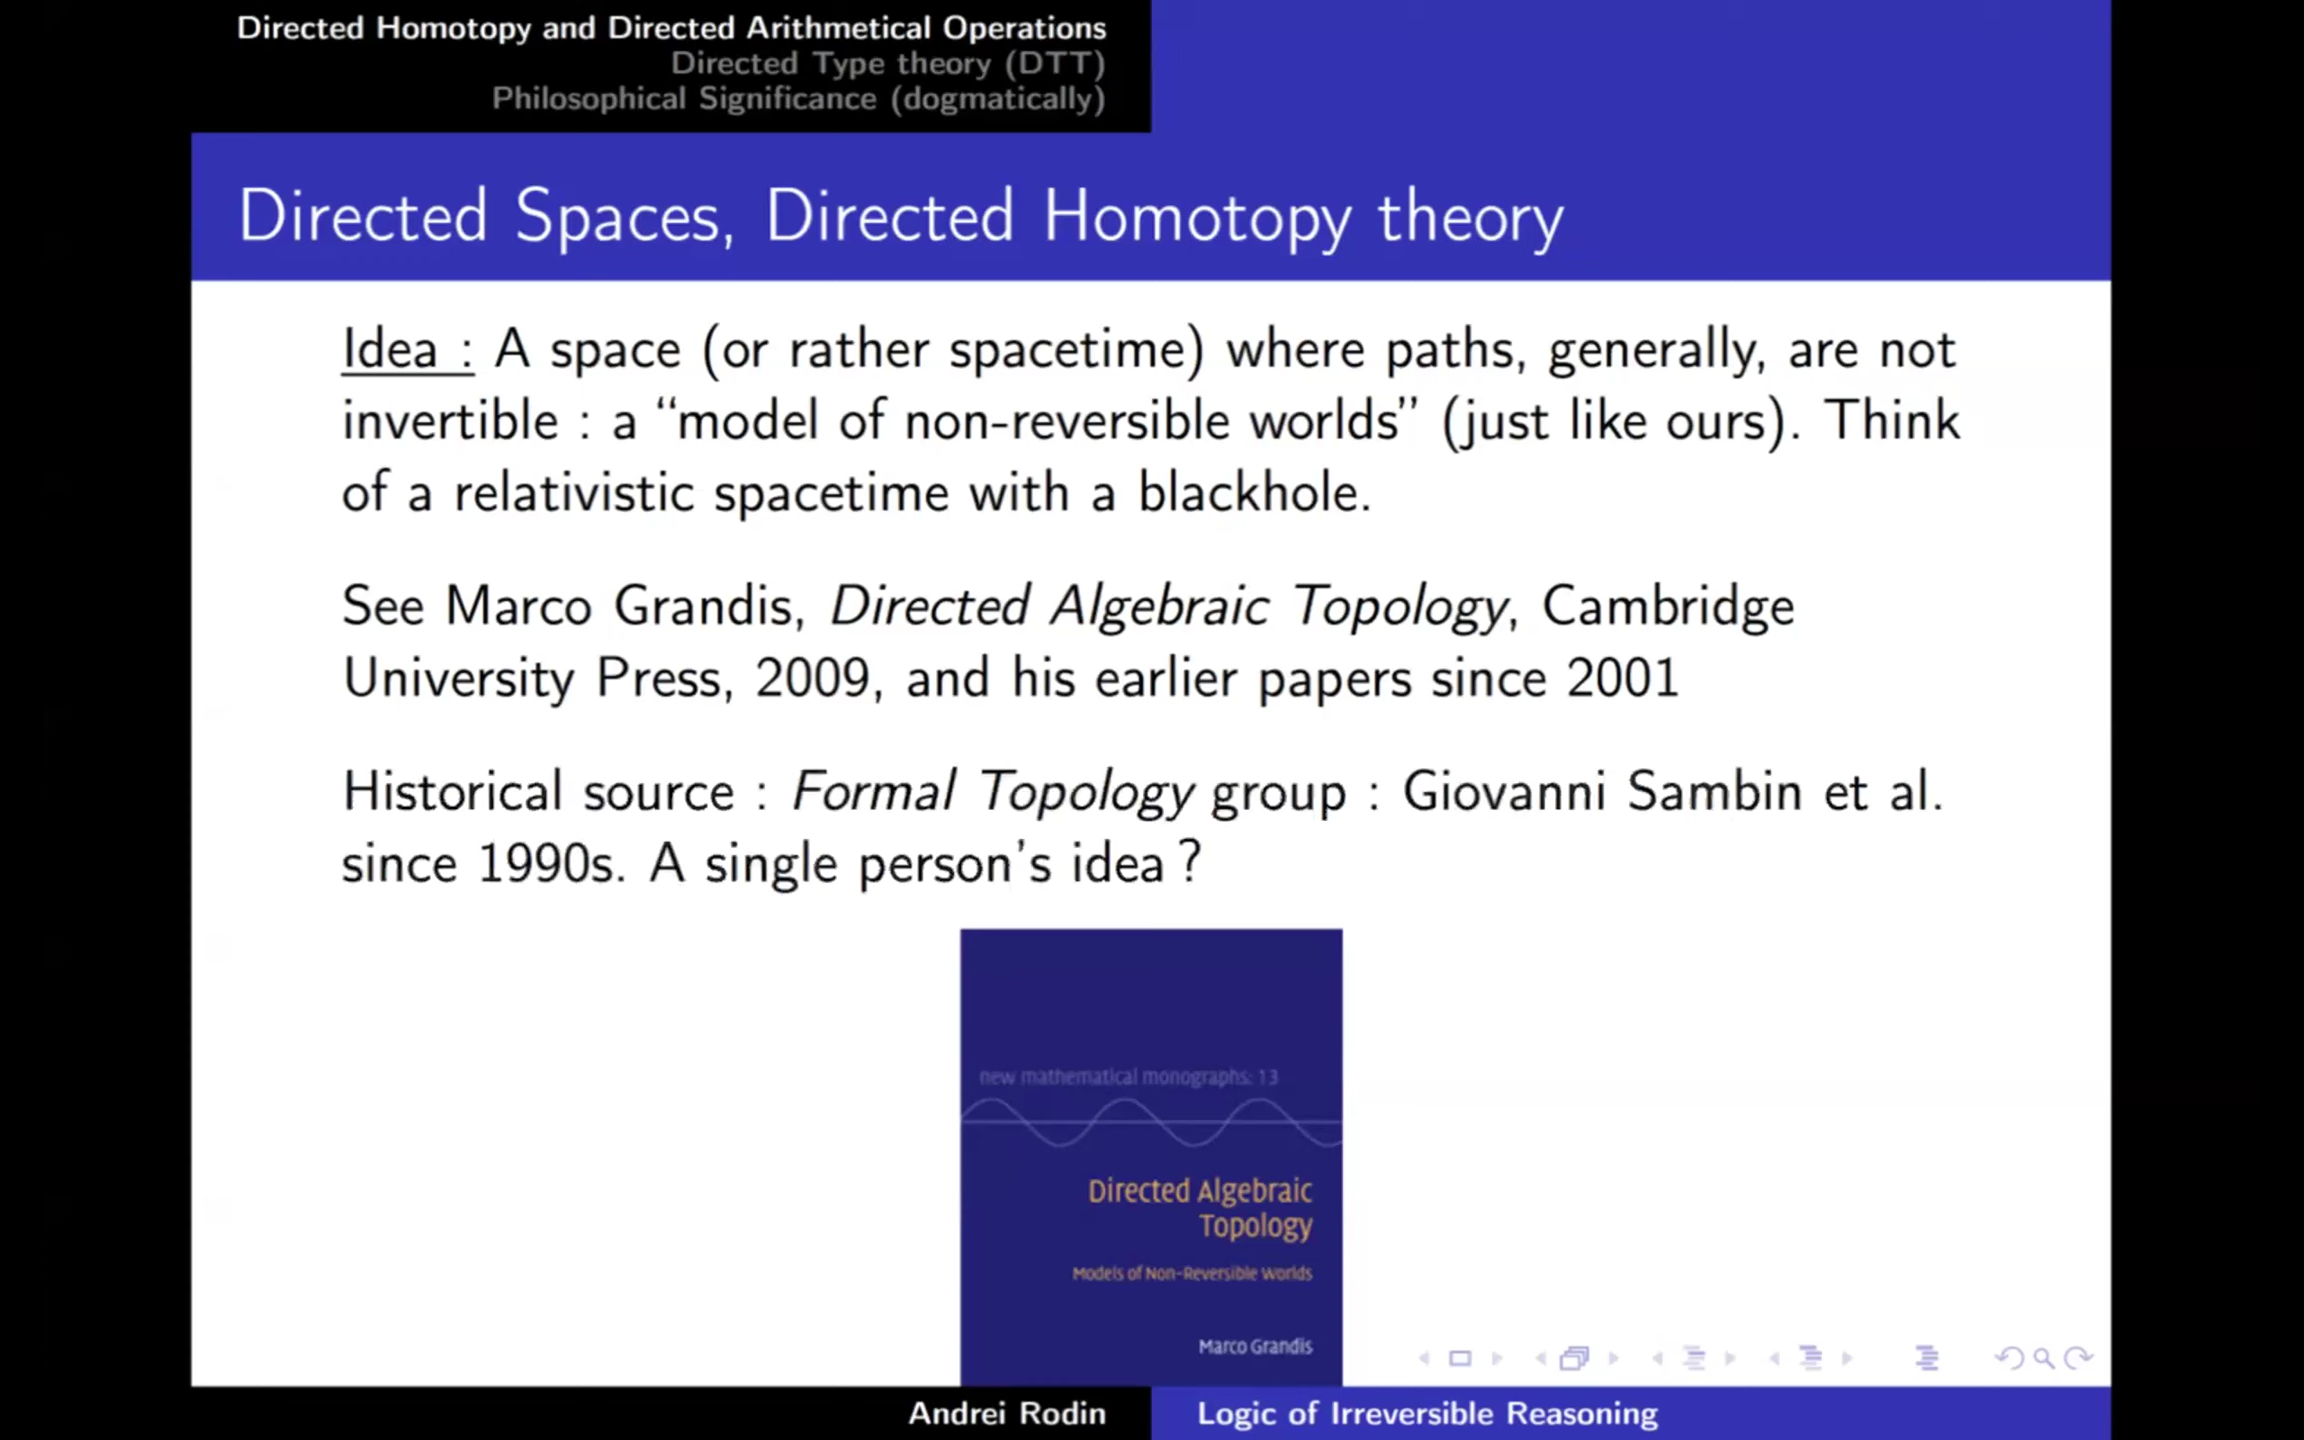 Directed Homotopy and Directed Arithmetical Operations
Directed Type theory (DTT)
Philosophical Significance (dogmatically)
Directed Spaces, Directed Homotopy theory
Idea : A space (or rather spacetime) where paths, generally, are not
invertible : a “model of non-reversible worlds” (just like ours). Think
of a relativistic spacetime with a blackhole.
See Marco Grandis, Directed Algebraic Topology, Cambridge
University Press, 2009, and his earlier papers since 2001
Historical source : Formal Topology group : Giovanni Sambin et al.
since 1990s. A single person’s idea ?
new mathematical monographs: 13
Directed Algebraic
Topology
Models of Non-Reversible Worlds
Marco Grandis
Andrei Rodin
Logic of Irreversible Reasoning